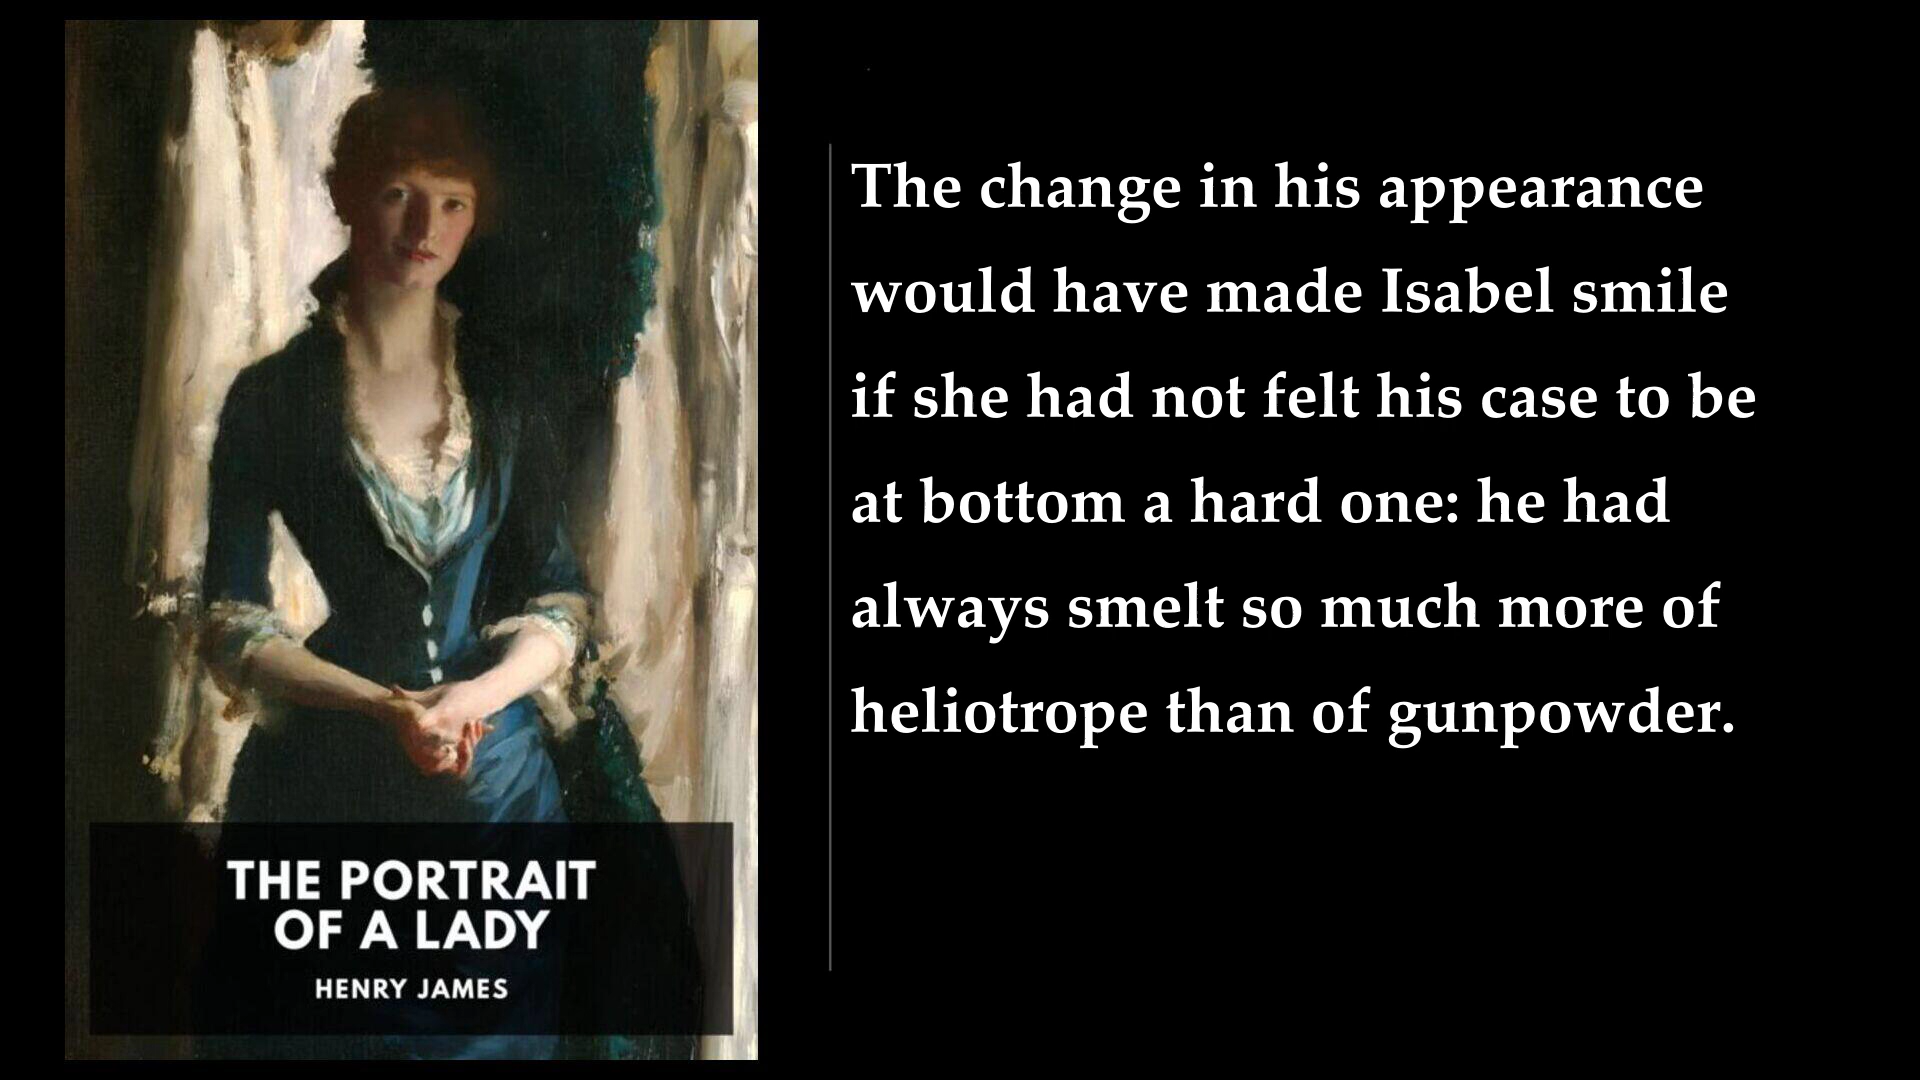 The change in his appearance
would have made Isabel smile
if she had not felt his case to be
at bottom a hard one: he had
always smelt so much more of
heliotrope than of gunpowder.
THE PORTRAIT
OF A LADY
HENRY JAMES